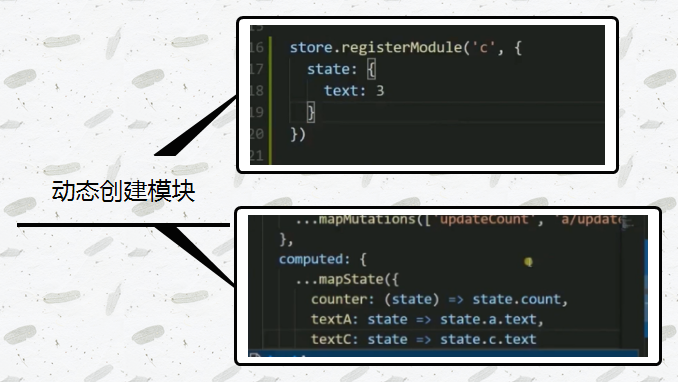 动态创建模块
16 store.registerModule('c', {
17 state: {
18 text: 3
19 }
20 })
21
...mapMutations(['updateCount', 'a/update
},
computed: {
...mapState({
counter: (state) => state.count,
textA: state => state.a.text,
textC: state => state.c.text